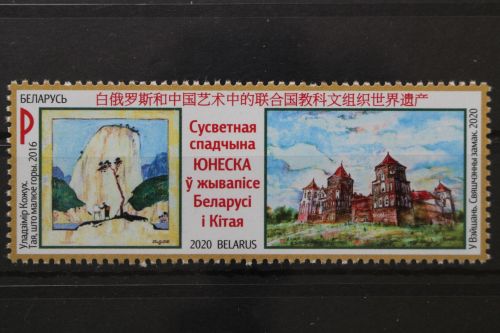 БЕЛАРУСЬ
白俄罗斯和中国艺术中的联合国教科文组织世界遗产
P
Уладзімір Кожух.
Тая, што малюе горы. 2016
Сусветная
спадчына
ЮНЕСКА
ў жывапісе
Беларусі
і Кітая
2020 BELARUS
У Вэйшань. Свяшчэнны замак. 2020